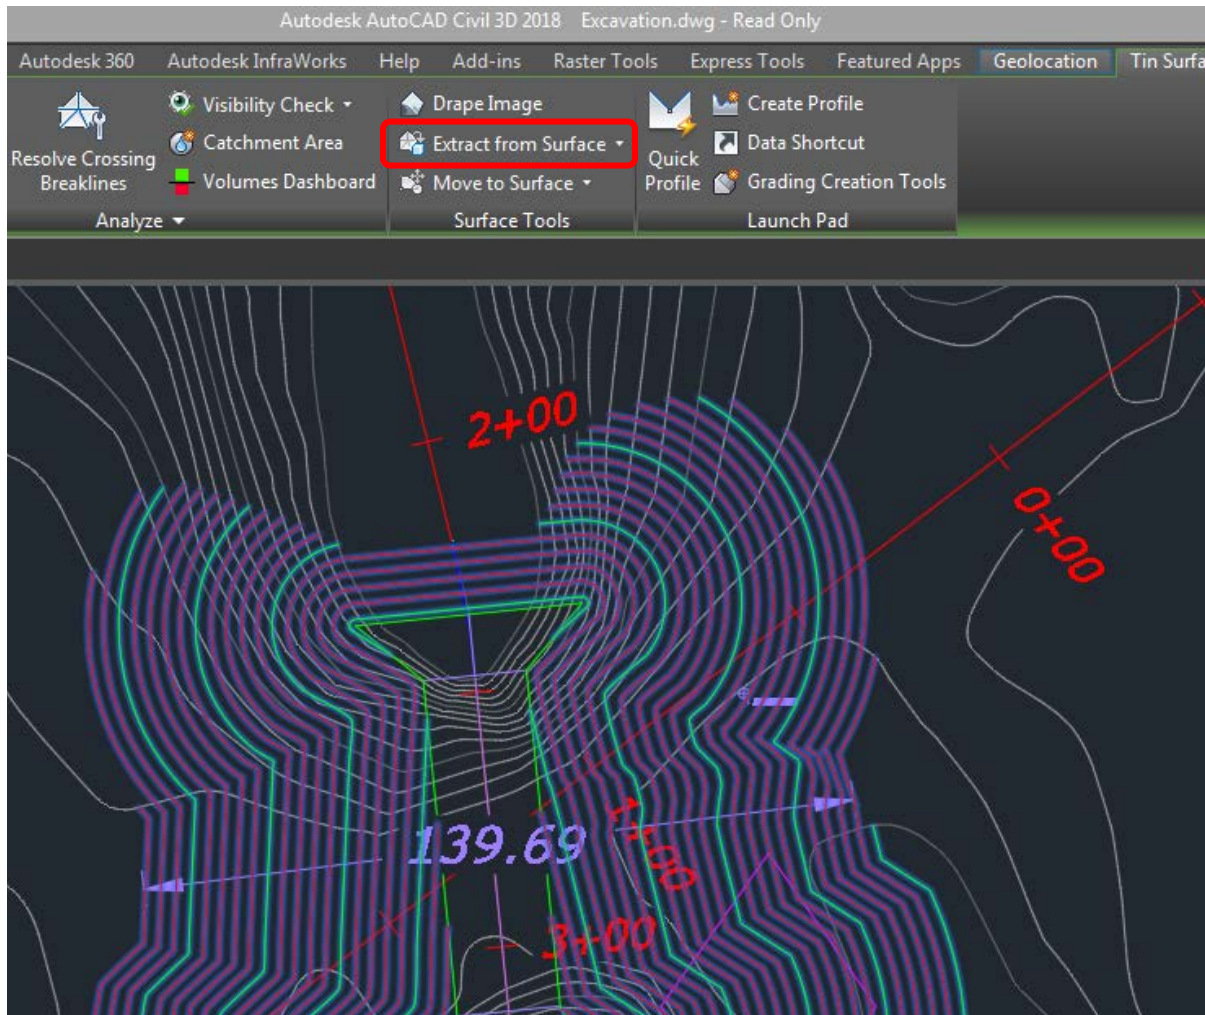 Autodesk AutoCAD Civil 3D 2018 Excavation.dwg - Read Only
Autodesk 360 Autodesk InfraWorks Help Add-ins Raster Tools Express Tools Featured Apps Geolocation Tin Surfa
Resolve Crossing Breaklines
Visibility Check
Catchment Area
Volumes Dashboard
Analyze
Drape Image
Extract from Surface
Move to Surface
Surface Tools
Quick Profile
Create Profile
Data Shortcut
Grading Creation Tools
Launch Pad
2+00
0+00
139.69
1+00
3+00